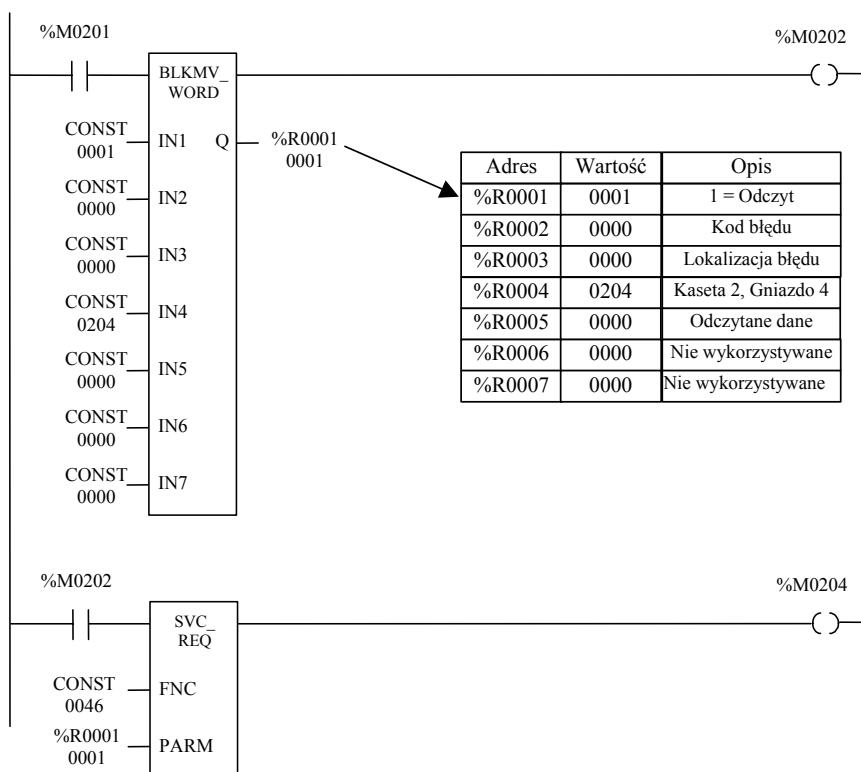 %M0201
%M0202
BLKMV_
WORD
CONST
0001
IN1
Q
%R0001
0001
CONST
0000
IN2
CONST
0000
IN3
CONST
0204
IN4
CONST
0000
IN5
CONST
0000
IN6
CONST
0000
IN7
Adres Wartość Opis
%R0001 0001 1 = Odczyt
%R0002 0000 Kod błędu
%R0003 0000 Lokalizacja błędu
%R0004 0204 Kaseta 2, Gniazdo 4
%R0005 0000 Odczytane dane
%R0006 0000 Nie wykorzystywane
%R0007 0000 Nie wykorzystywane
%M0202
%M0204
SVC_
REQ
CONST
0046
FNC
%R0001
0001
PARM